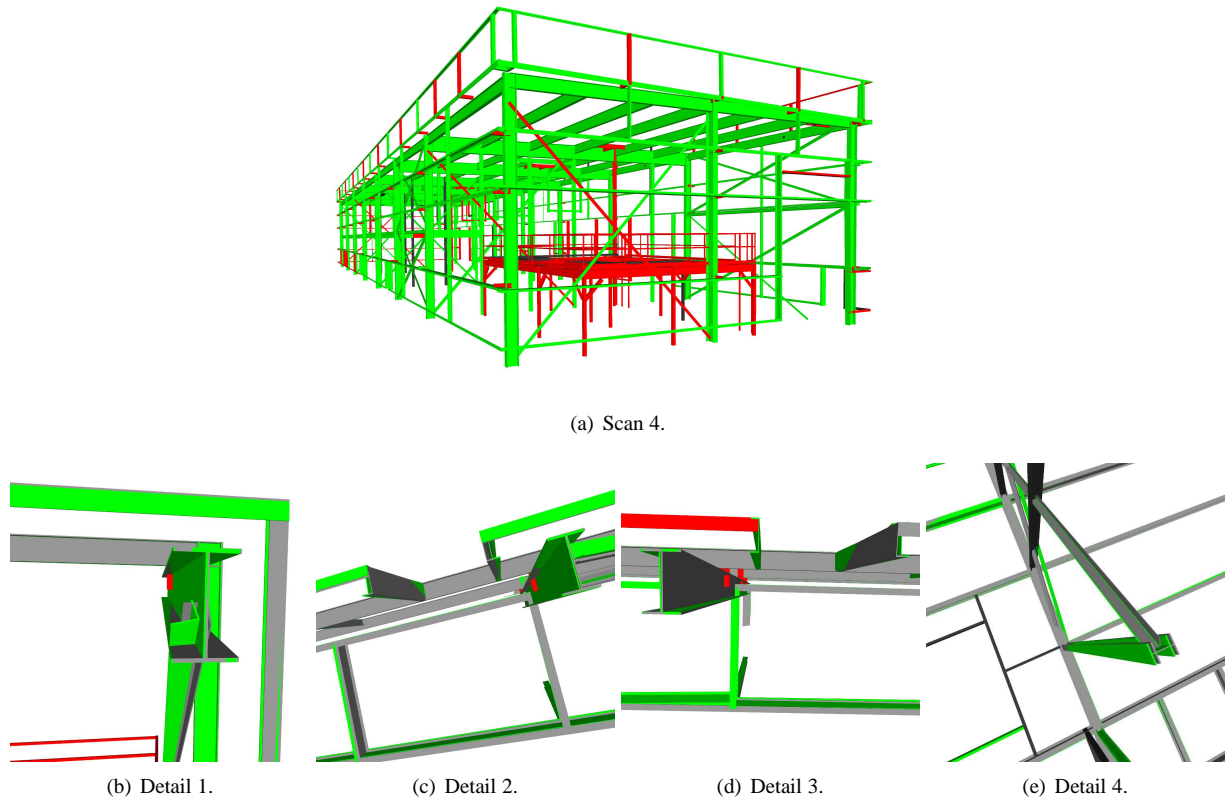 (a) Scan 4.
(b) Detail 1.
(c) Detail 2.
(d) Detail 3.
(e) Detail 4.